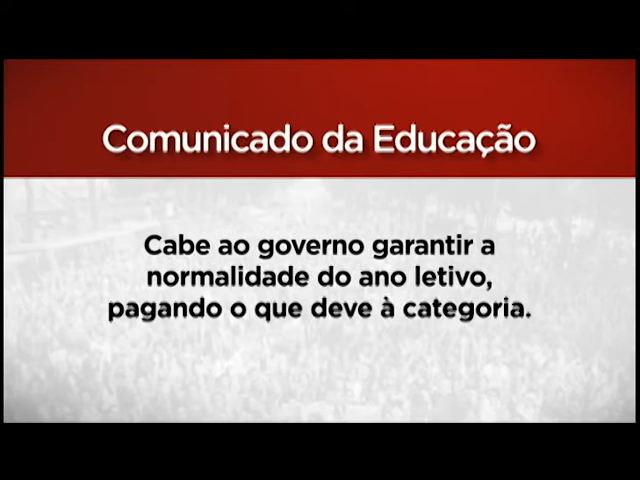 Comunicado da Educação
Cabe ao governo garantir a
normalidade do ano letivo,
pagando o que deve à categoria.